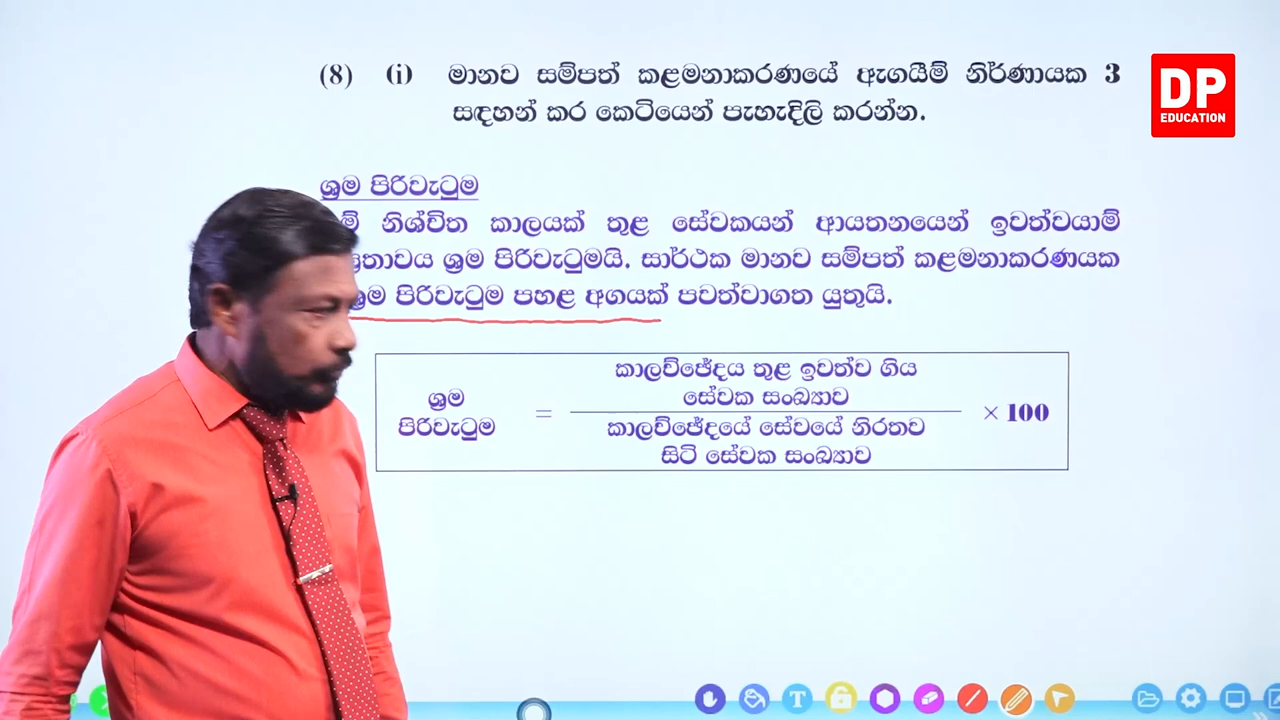 (8) (i) මානව සම්පත් කළමනාකරණයේ ඇගයීම් නිර්ණායක 3
සඳහන් කර කෙටියෙන් පැහැදිලි කරන්න.
DP
EDUCATION
ශ්‍රම පිරිවැටුම
නිශ්චිත කාලයක් තුළ සේවකයන් ආයතනයෙන් ඉවත්වයාම්
ශ්‍රම පිරිවැටුමයි. සාර්ථක මානව සම්පත් කළමනාකරණයක
ශ්‍රම පිරිවැටුම පහළ අගයක් පවත්වාගත යුතුයි.
කාලච්ඡේදය තුළ ඉවත්ව ගිය
සේවක සංඛ්‍යාව
ශ්‍රම
පිරිවැටුම
=
× 100
කාලච්ඡේදයේ සේවයේ නිරතව
සිටි සේවක සංඛ්‍යාව